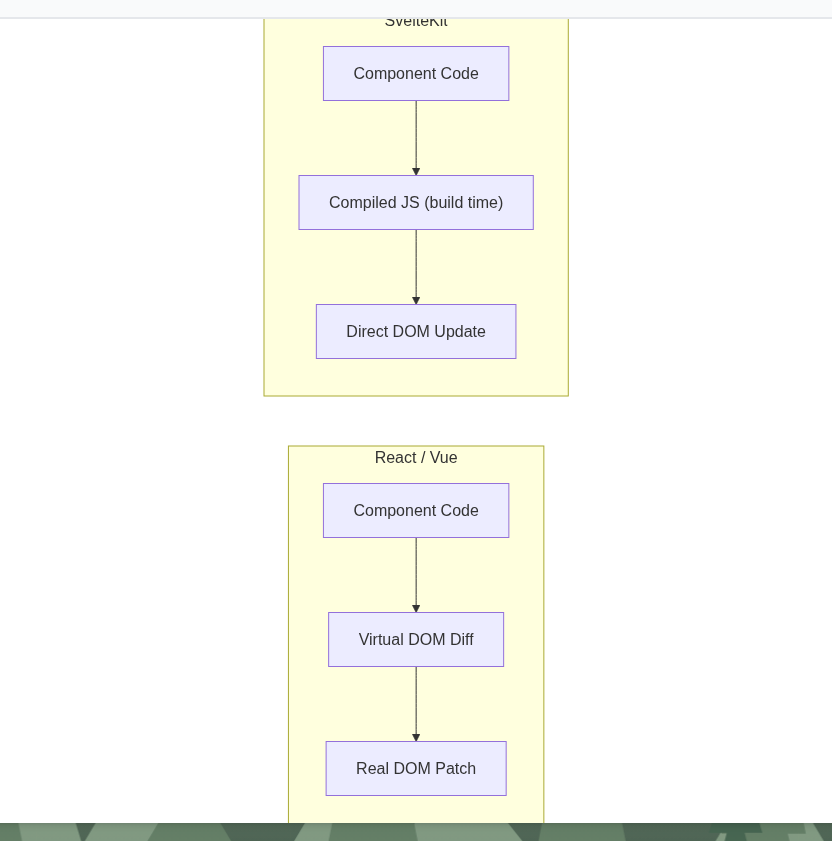 SvelteKit
Component Code
Compiled JS (build time)
Direct DOM Update
React / Vue
Component Code
Virtual DOM Diff
Real DOM Patch